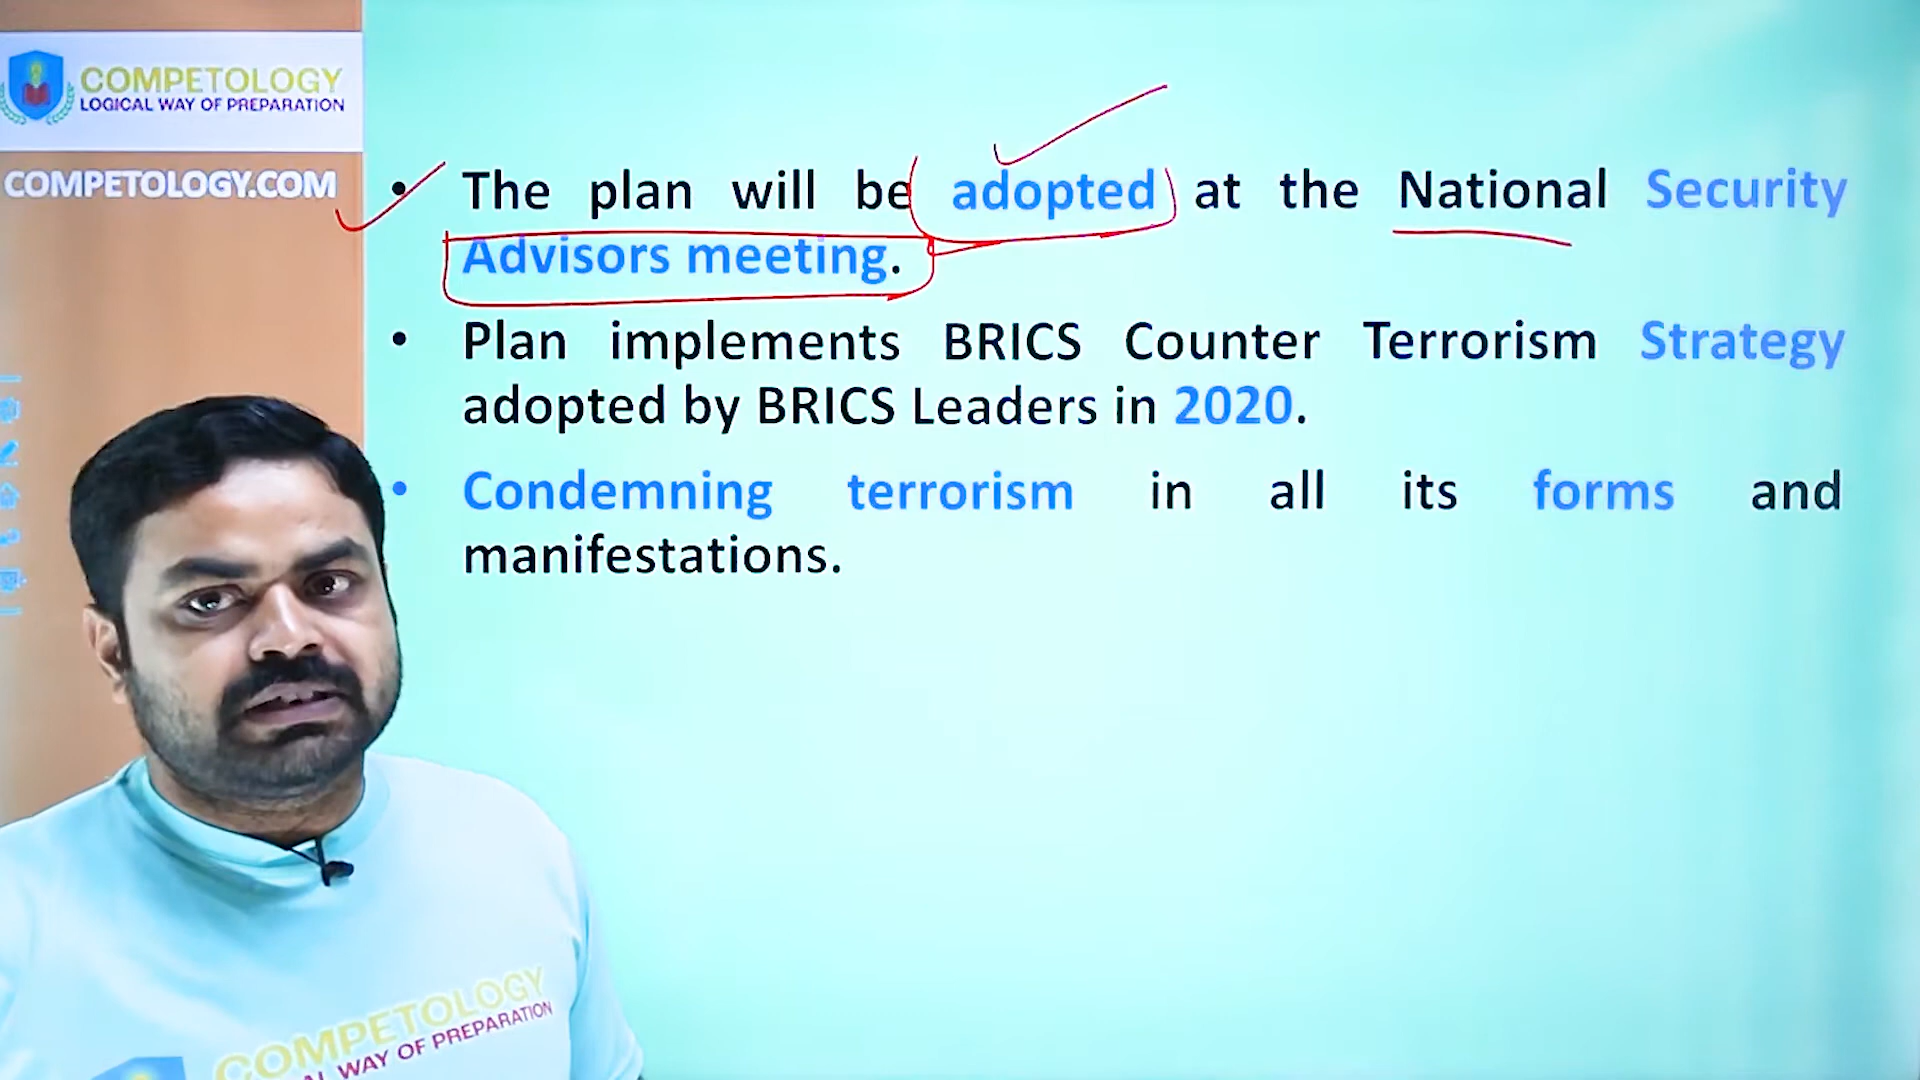 COMPETOLOGY
LOGICAL WAY OF PREPARATION
COMPETOLOGY.COM
• The plan will be adopted at the National Security
Advisors meeting.
• Plan implements BRICS Counter Terrorism Strategy
adopted by BRICS Leaders in 2020.
• Condemning terrorism in all its forms and
manifestations.
COMPETOLOGY
WAY OF PREPARATION